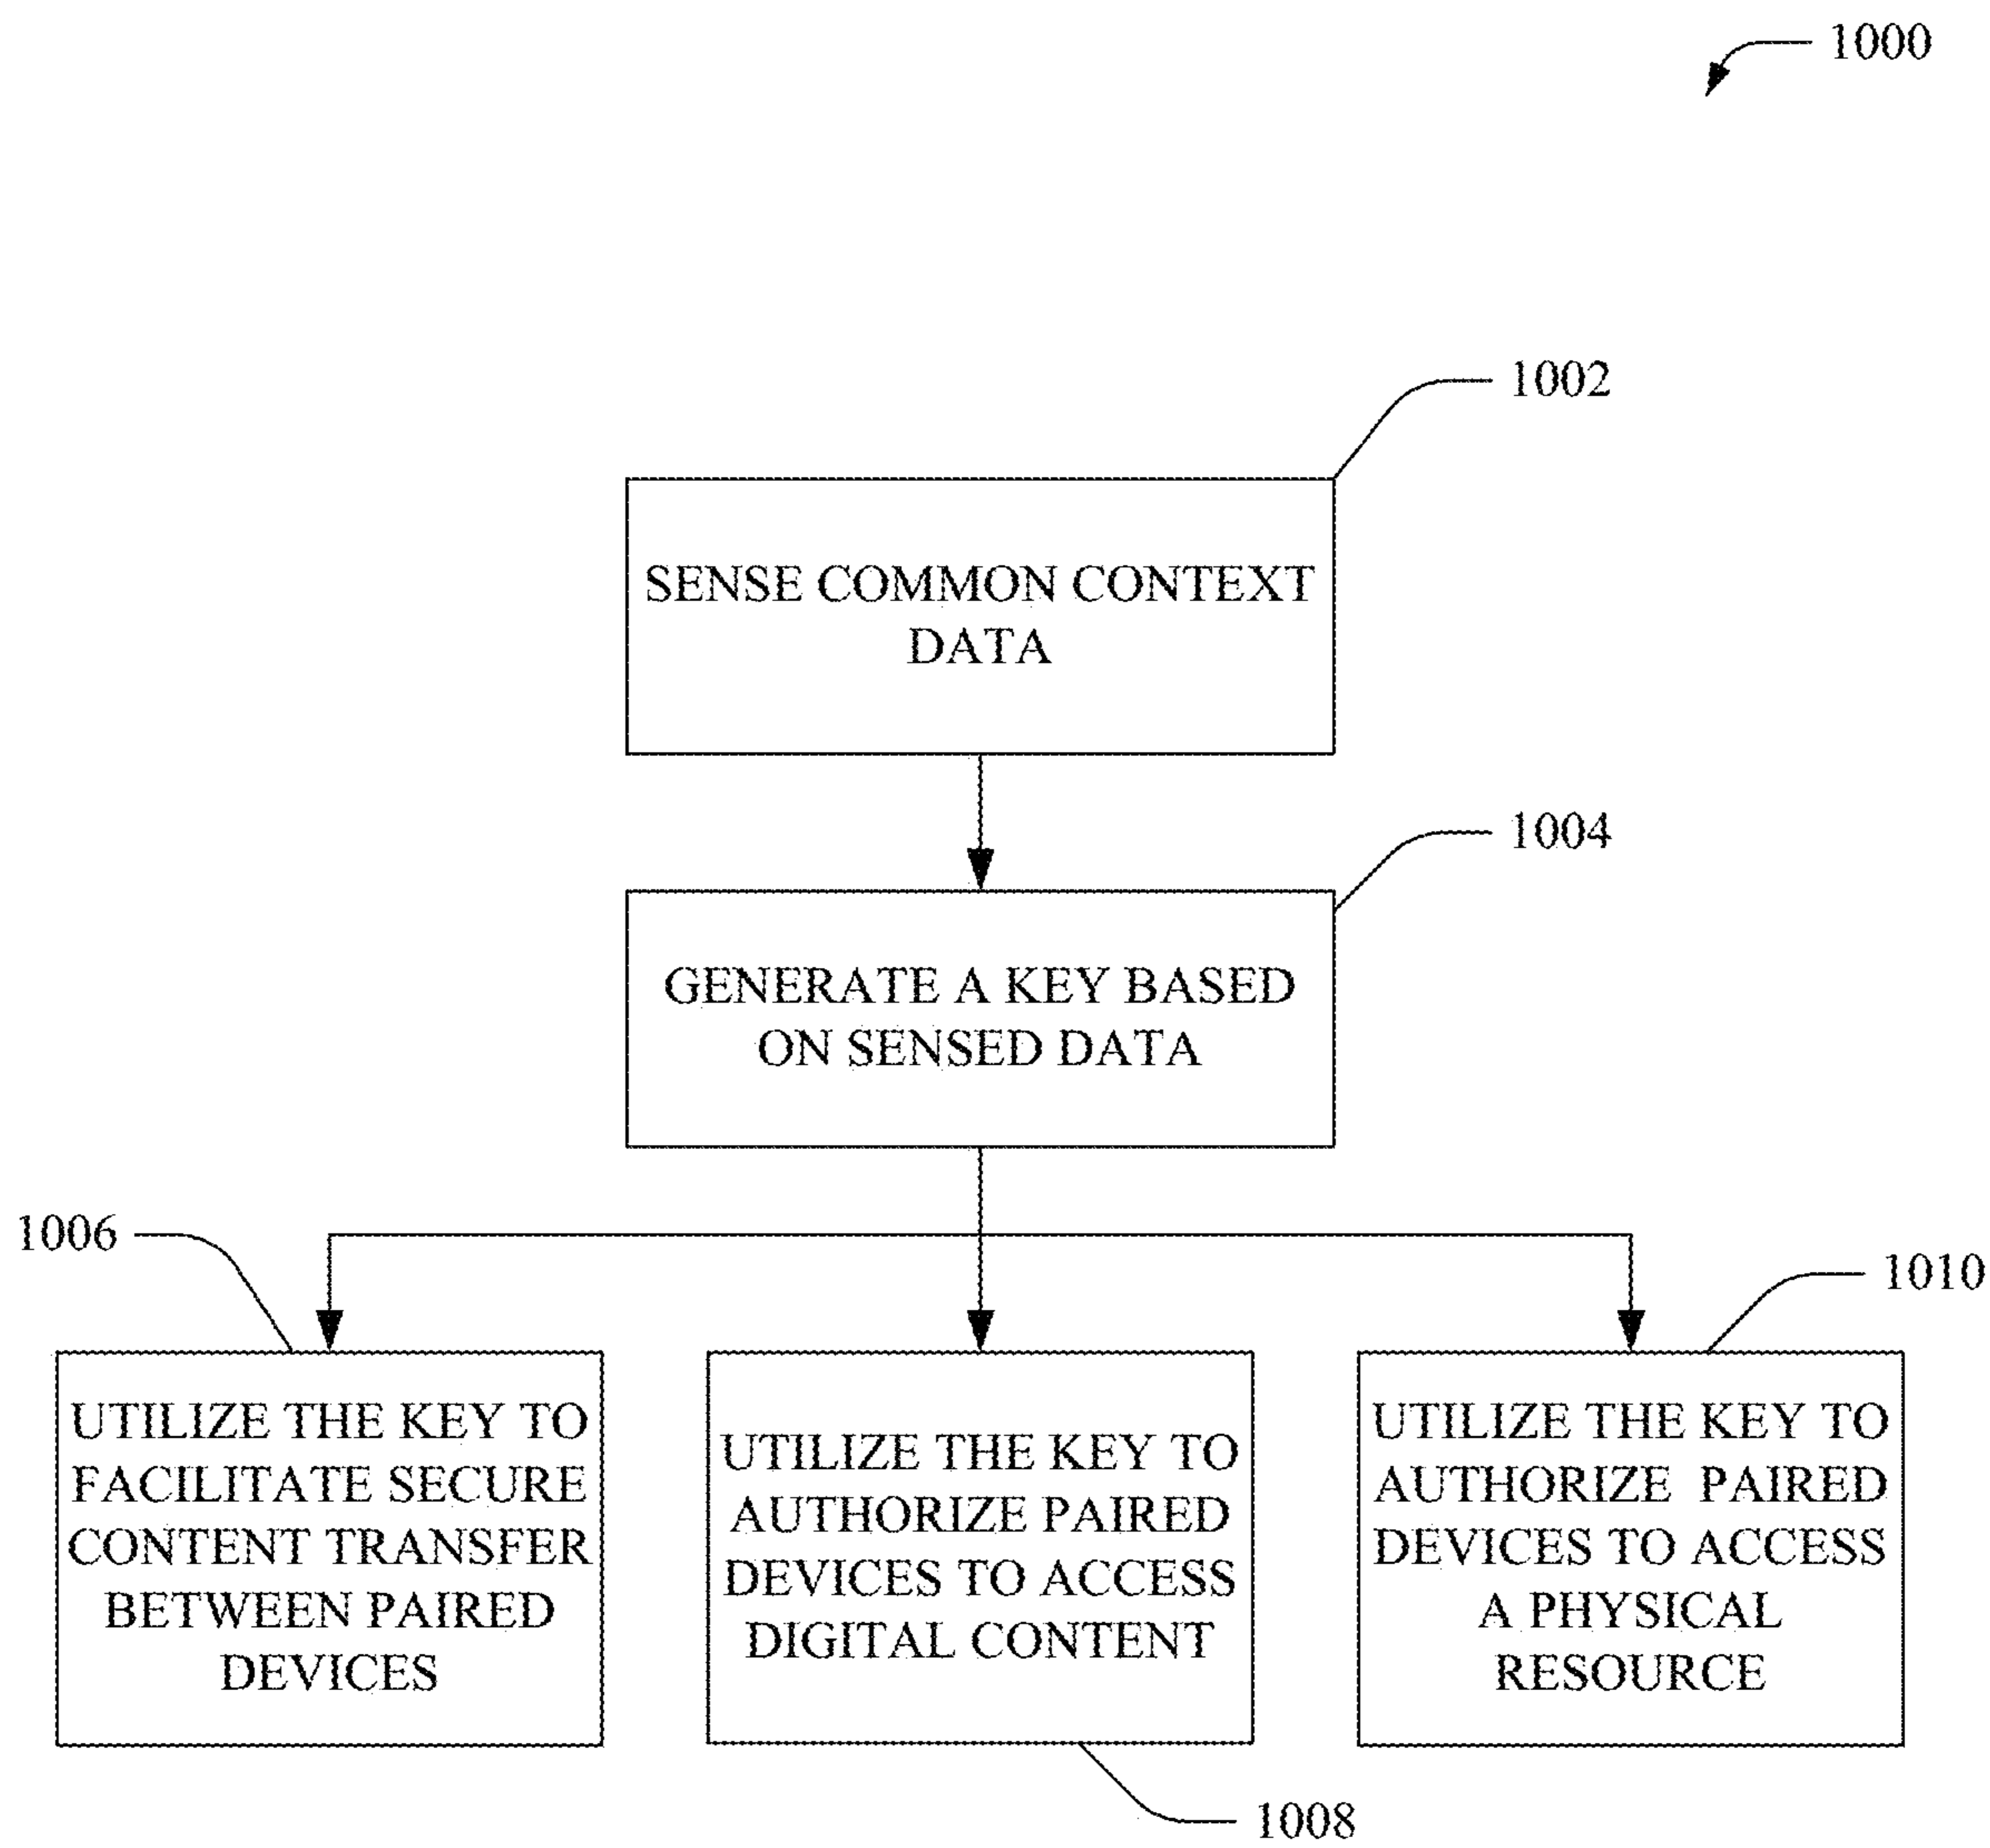 1000
1002
SENSE COMMON CONTEXT
DATA
1004
GENERATE A KEY BASED
ON SENSED DATA
1006
1010
UTILIZE THE KEY TO
FACILITATE SECURE
CONTENT TRANSFER
BETWEEN PAIRED
DEVICES
UTILIZE THE KEY TO
AUTHORIZE PAIRED
DEVICES TO ACCESS
DIGITAL CONTENT
UTILIZE THE KEY TO
AUTHORIZE PAIRED
DEVICES TO ACCESS
A PHYSICAL
RESOURCE
1008